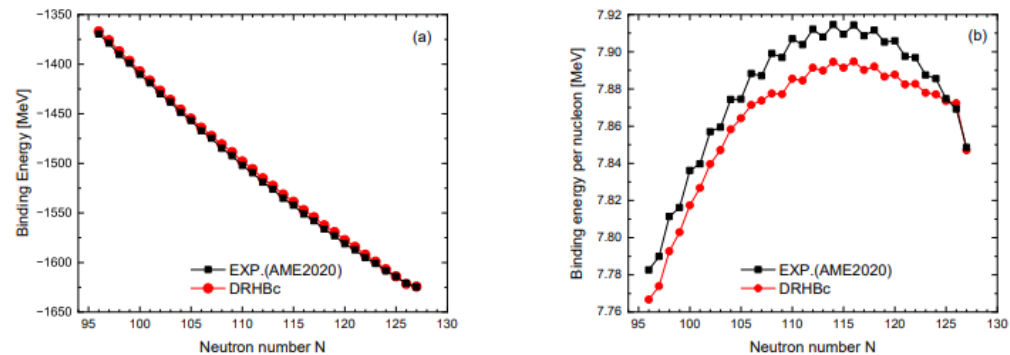 (a)
Binding Energy [MeV]
−1350
−1400
−1450
−1500
−1550
−1600
−1650
EXP.(AME2020)
DRHBc
95 100 105 110 115 120 125 130
Neutron number N
(b)
Binding energy per nucleon [MeV]
7.92
7.90
7.88
7.86
7.84
7.82
7.80
7.78
7.76
EXP.(AME2020)
DRHBc
95 100 105 110 115 120 125 130
Neutron number N